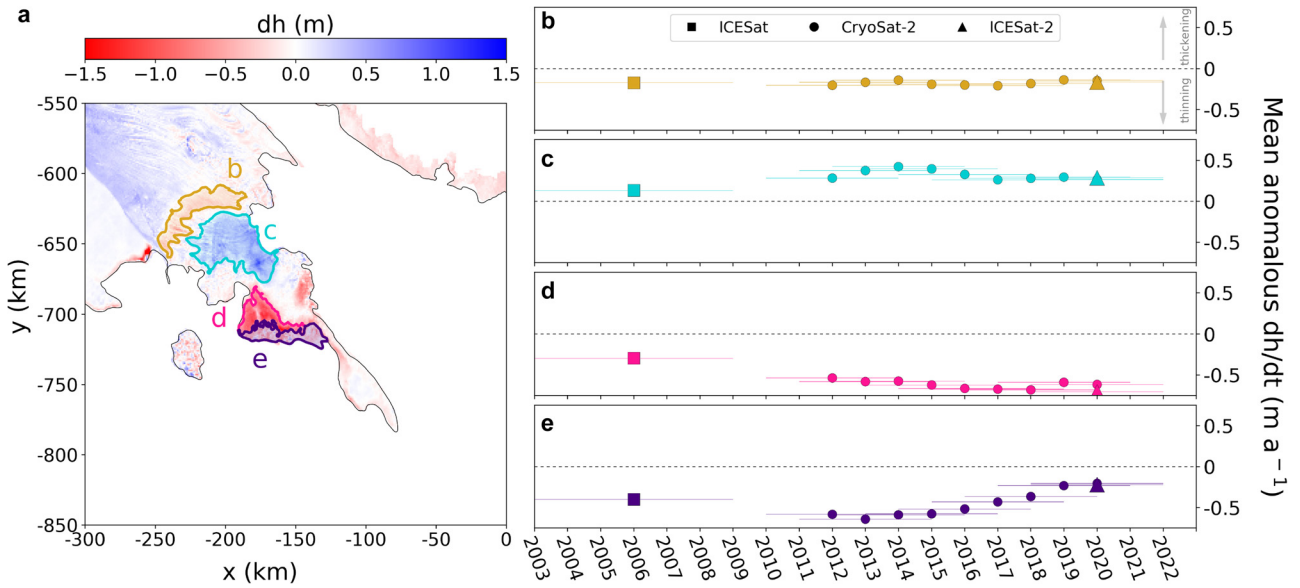 a
dh (m)
−1.5 −1.0 −0.5 0.0 0.5 1.0 1.5
-550
-600
-650
-700
-750
-800
-850
y (km)
-300 -250 -200 -150 -100 -50 0
x (km)
b
c
d
e
b
ICESat CryoSat-2 ICESat-2
0.5
0
-0.5
thickening
thinning
c
0.5
0
-0.5
d
0.5
0
-0.5
e
0.5
0
-0.5
2003 2004 2005 2006 2007 2008 2009 2010 2011 2012 2013 2014 2015 2016 2017 2018 2019 2020 2021 2022
Mean anomalous dh/dt (m a⁻¹)